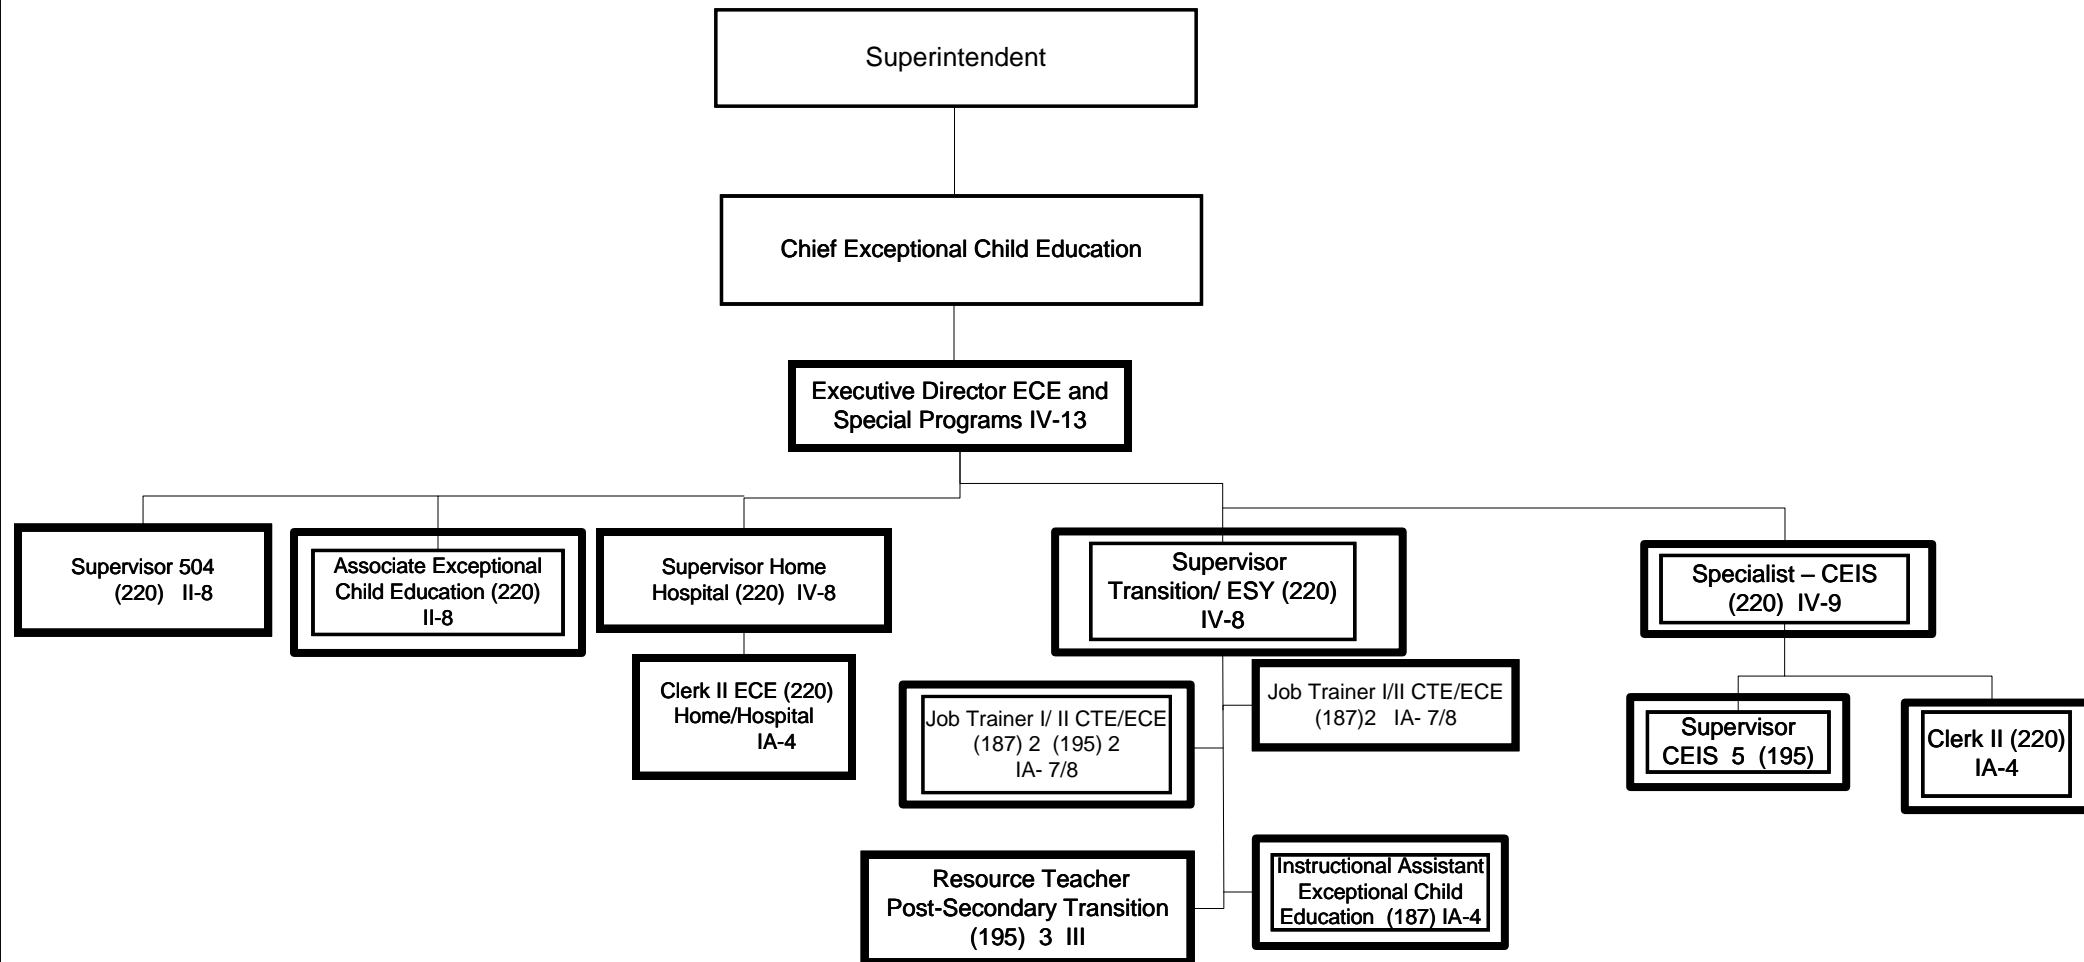 Superintendent
Chief Exceptional Child Education
Executive Director ECE and
Special Programs IV-13
Supervisor 504
(220) II-8
Associate Exceptional
Child Education (220)
II-8
Supervisor Home
Hospital (220) IV-8
Supervisor
Transition/ ESY (220)
IV-8
Specialist – CEIS
(220) IV-9
Clerk II ECE (220)
Home/Hospital
IA-4
Job Trainer I/ II CTE/ECE
(187) 2 (195) 2
IA- 7/8
Job Trainer I/II CTE/ECE
(187)2 IA- 7/8
Supervisor
CEIS 5 (195)
Clerk II (220)
IA-4
Resource Teacher
Post-Secondary Transition
(195) 3 III
Instructional Assistant
Exceptional Child
Education (187) IA-4